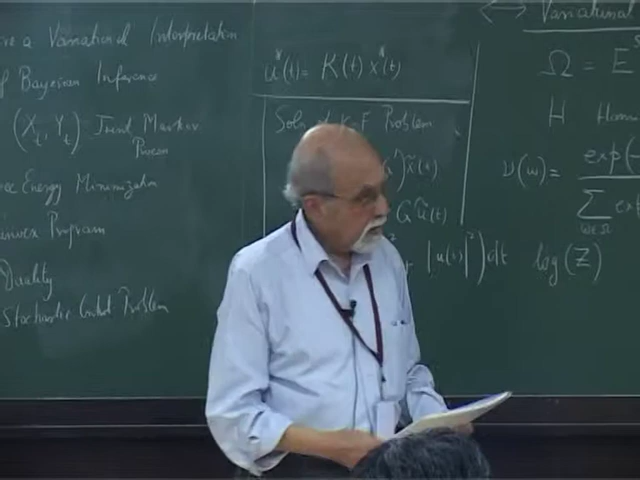 a Variational Interpretation
of Bayesian Inference
(X_t, Y_t) Joint Markov
Process
Free Energy Minimization
Convex Program
Duality
Stochastic Control Problem
u*(t) = K(t) x*(t)
Soln of K-F Problem
) x̃(t)
G ũ(t)
|u(t)|²) dt
↔ Variational
Ω = E^S
H
ν(w) = exp(-
Σ exp
w∈Ω
log(Z)